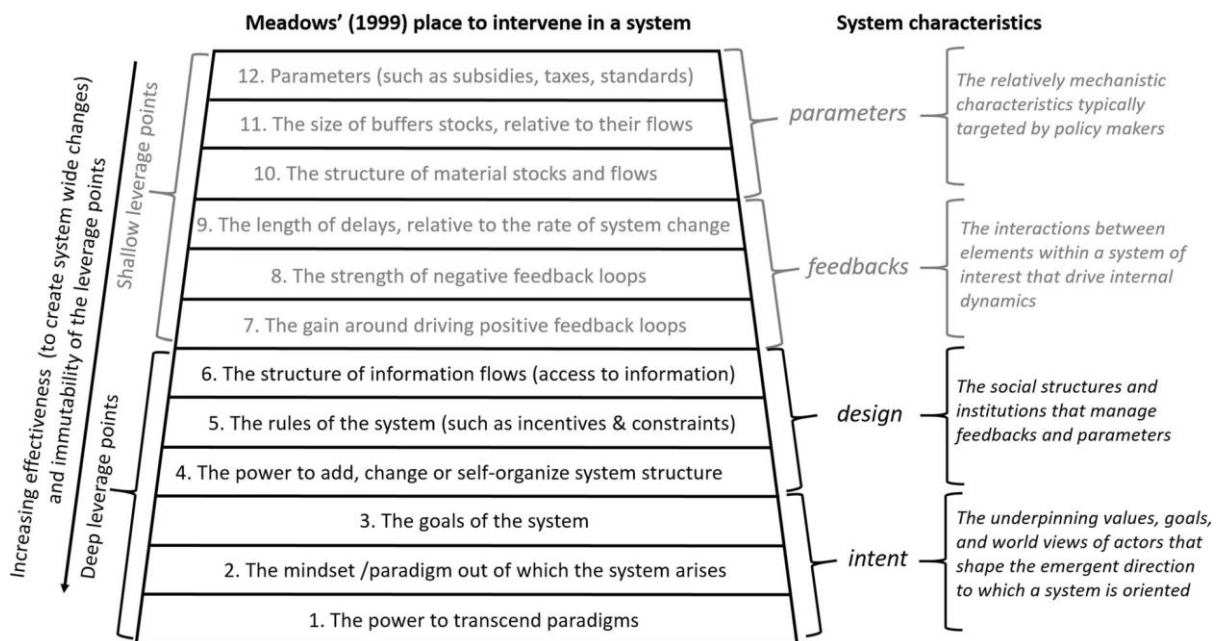 Meadows’ (1999) place to intervene in a system
System characteristics
Increasing effectiveness (to create system wide changes)
and immutability of the leverage points
Shallow leverage points
Deep leverage points
12. Parameters (such as subsidies, taxes, standards)
11. The size of buffers stocks, relative to their flows
10. The structure of material stocks and flows
9. The length of delays, relative to the rate of system change
8. The strength of negative feedback loops
7. The gain around driving positive feedback loops
6. The structure of information flows (access to information)
5. The rules of the system (such as incentives & constraints)
4. The power to add, change or self-organize system structure
3. The goals of the system
2. The mindset /paradigm out of which the system arises
1. The power to transcend paradigms
parameters
The relatively mechanistic
characteristics typically
targeted by policy makers
feedbacks
The interactions between
elements within a system of
interest that drive internal
dynamics
design
The social structures and
institutions that manage
feedbacks and parameters
intent
The underpinning values, goals,
and world views of actors that
shape the emergent direction
to which a system is oriented